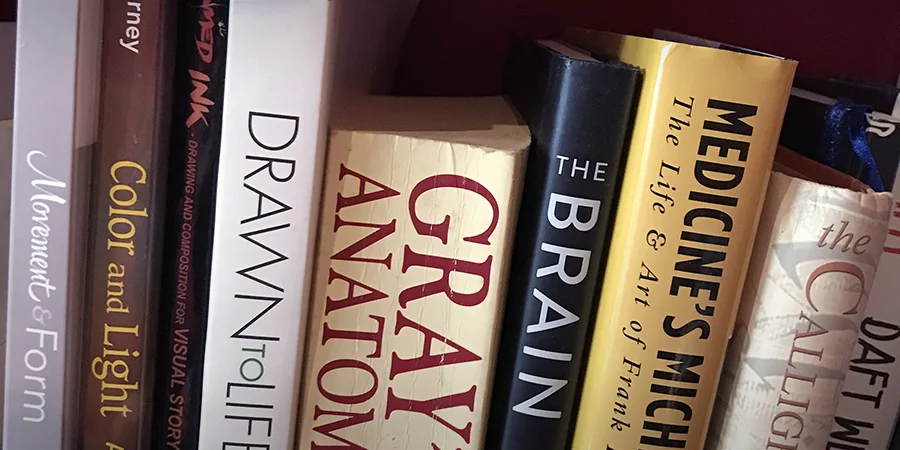 Movement & Form
rney
Color and Light
INK
DRAWING AND COMPOSITION FOR VISUAL STORY
DRAWN TO LIFE
GRAY
ANATOM
THE BRAIN
MEDICINE'S MICH
The Life & Art of Frank
the
CALLIG
DAFT